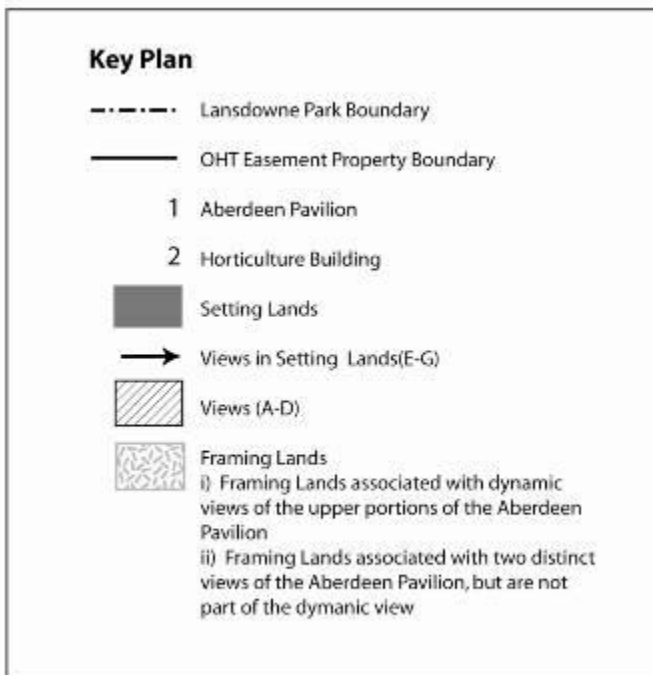 Key Plan
Lansdowne Park Boundary
OHT Easement Property Boundary
1 Aberdeen Pavilion
2 Horticulture Building
Setting Lands
Views in Setting Lands(E-G)
Views (A-D)
Framing Lands
i) Framing Lands associated with dynamic
views of the upper portions of the Aberdeen
Pavilion
ii) Framing Lands associated with two distinct
views of the Aberdeen Pavilion, but are not
part of the dymanic view